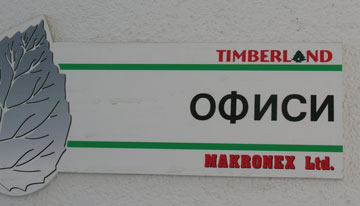 TIMBERLAND
ОФИСИ
MAKRONEX Ltd.